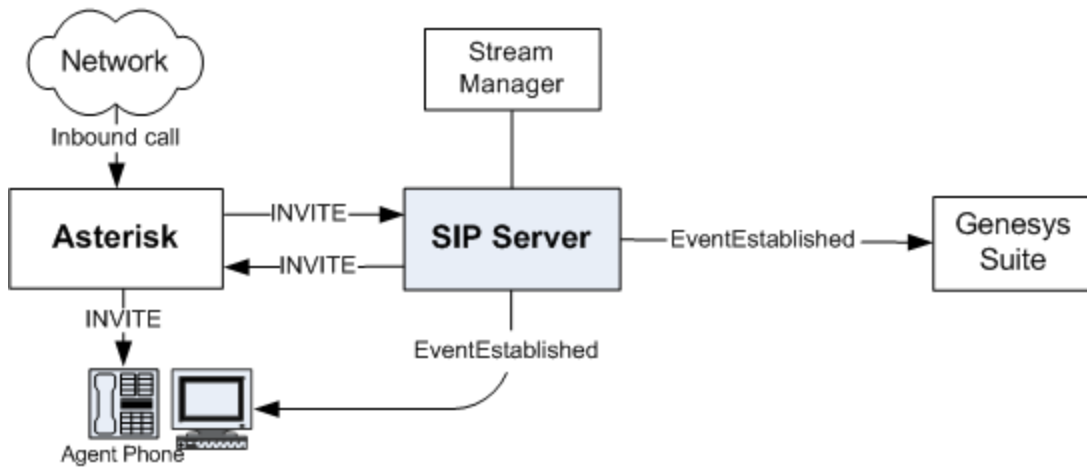 Network
Stream
Manager
Inbound call
Asterisk
INVITE
SIP Server
EventEstablished
Genesys
Suite
INVITE
INVITE
EventEstablished
Agent Phone